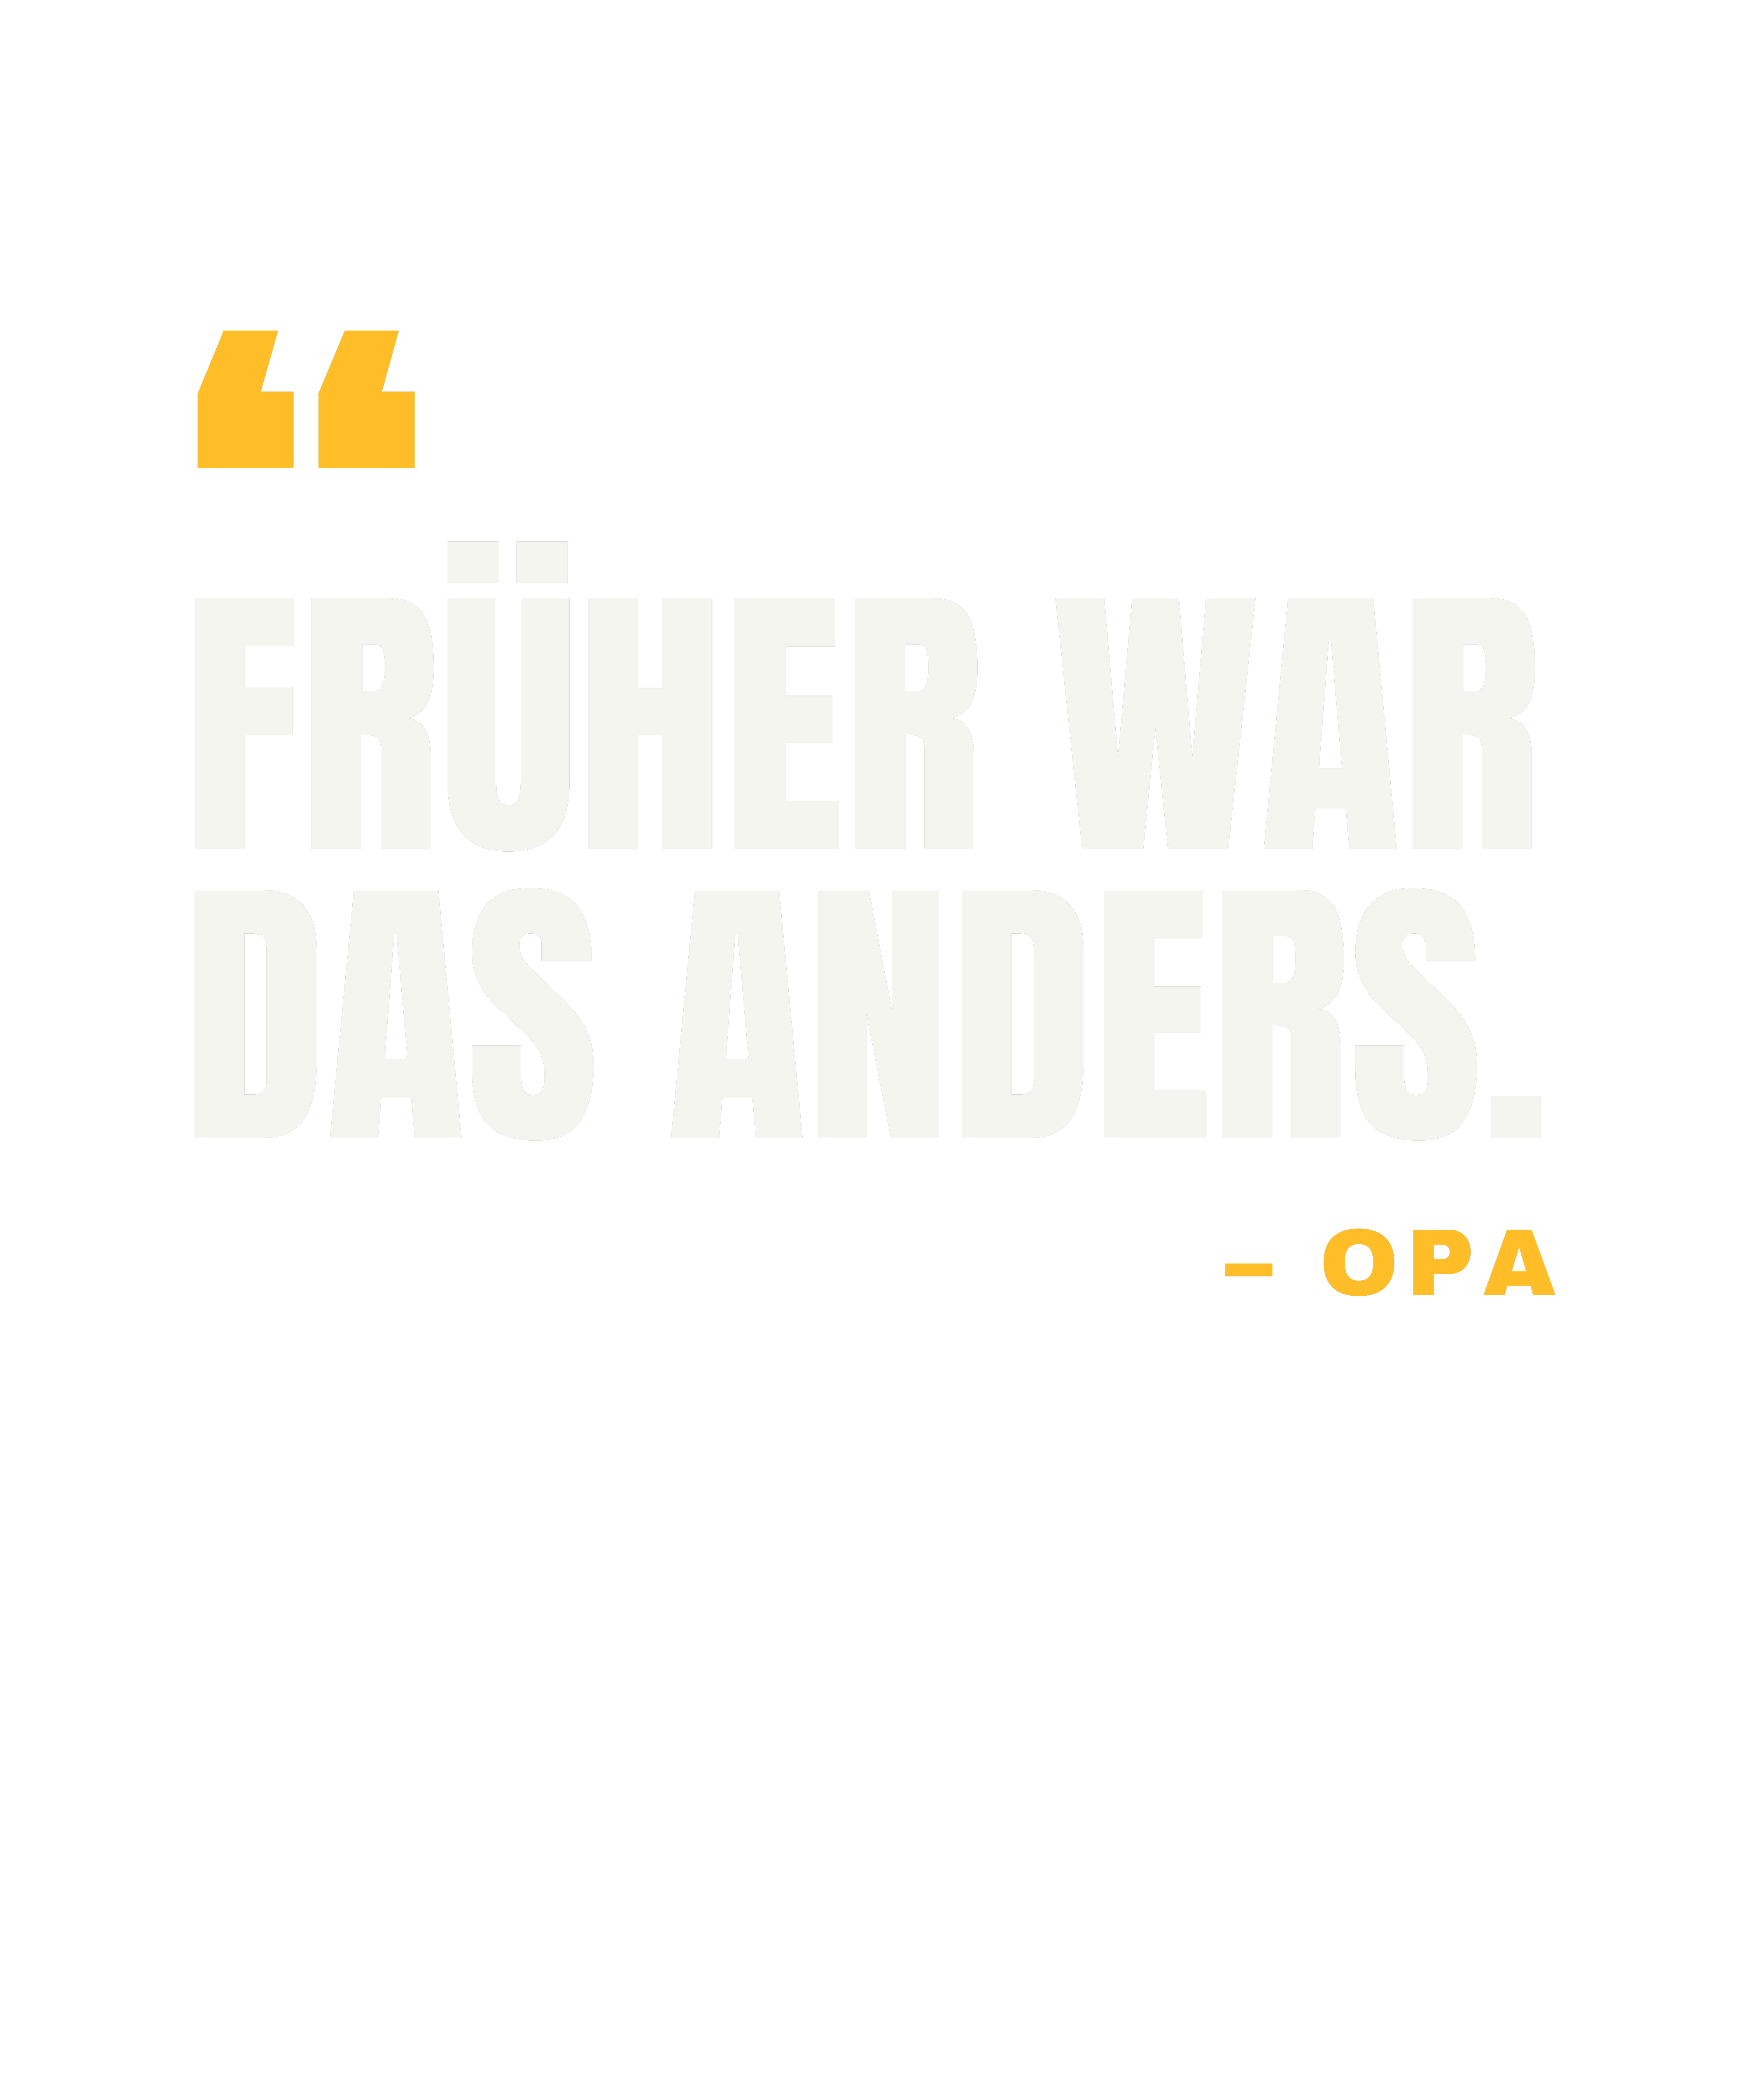 “
FRÜHER WAR
DAS ANDERS.
– OPA